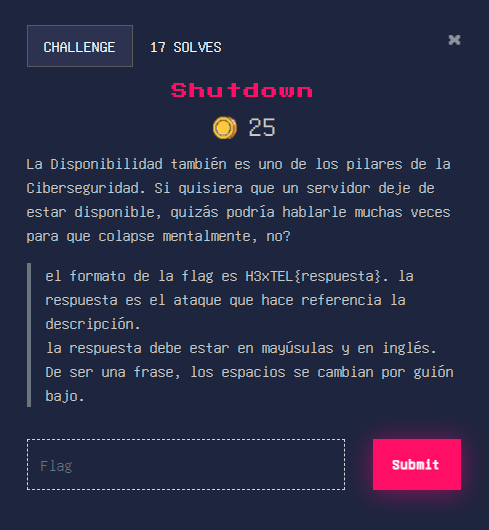 CHALLENGE 17 SOLVES
×
Shutdown
25
La Disponibilidad también es uno de los pilares de la
Ciberseguridad. Si quisiera que un servidor deje de
estar disponible, quizás podría hablarle muchas veces
para que colapse mentalmente, no?
el formato de la flag es H3xTEL{respuesta}. la
respuesta es el ataque que hace referencia la
descripción.
la respuesta debe estar en mayúsulas y en inglés.
De ser una frase, los espacios se cambian por guión
bajo.
Flag
Submit